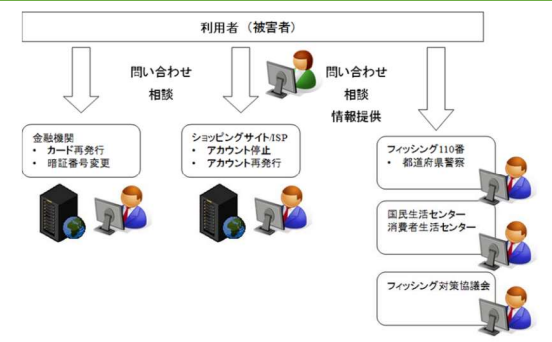 利用者（被害者）
問い合わせ
相談
問い合わせ
相談
情報提供
金融機関
• カード再発行
• 暗証番号変更
ショッピングサイト/ISP
• アカウント停止
• アカウント再発行
フィッシング110番
• 都道府県警察
国民生活センター
消費者生活センター
フィッシング対策協議会